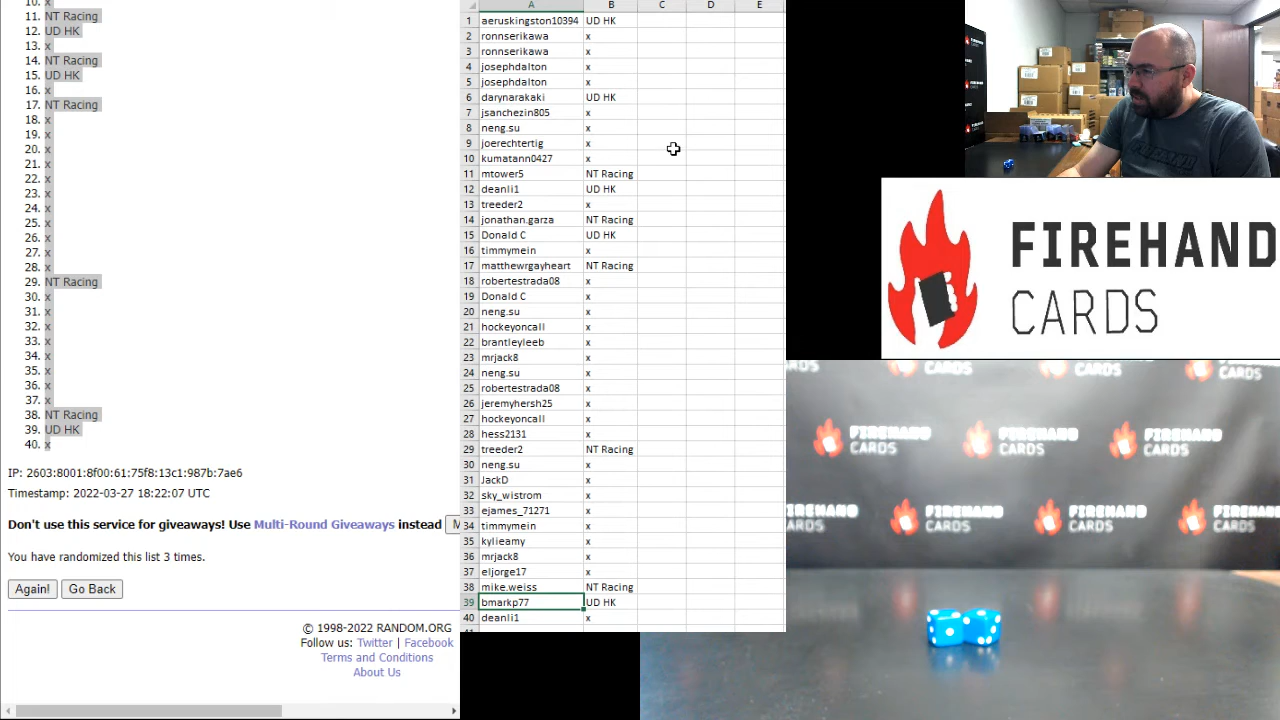 10. x
11. NT Racing
12. UD HK
13. x
14. NT Racing
15. UD HK
16. x
17. NT Racing
18. x
19. x
20. x
21. x
22. x
23. x
24. x
25. x
26. x
27. x
28. x
29. NT Racing
30. x
31. x
32. x
33. x
34. x
35. x
36. x
37. x
38. NT Racing
39. UD HK
40. x
IP: 2603:8001:8f00:61:75f8:13c1:987b:7ae6
Timestamp: 2022-03-27 18:22:07 UTC
Don't use this service for giveaways! Use Multi-Round Giveaways instead
You have randomized this list 3 times.
Again! Go Back
© 1998-2022 RANDOM.ORG
Follow us: Twitter | Facebook
Terms and Conditions
About Us
A B C D E
1 aeruskingston10394 UD HK
2 ronnserikawa x
3 ronnserikawa x
4 josephdalton x
5 josephdalton x
6 darynarakaki UD HK
7 jsanchezin805 x
8 neng.su x
9 joerechtertig x
10 kumatann0427 x
11 mtower5 NT Racing
12 deanli1 UD HK
13 treeder2 x
14 jonathan.garza NT Racing
15 Donald C UD HK
16 timmymein x
17 matthewrgayheart NT Racing
18 robertestrada08 x
19 Donald C x
20 neng.su x
21 hockeyoncall x
22 brantleyleeb x
23 mrjack8 x
24 neng.su x
25 robertestrada08 x
26 jeremyhersh25 x
27 hockeyoncall x
28 hess2131 x
29 treeder2 NT Racing
30 neng.su x
31 JackD x
32 sky_wistrom x
33 ejames_71271 x
34 timmymein x
35 kylieamy x
36 mrjack8 x
37 eljorge17 x
38 mike.weiss NT Racing
39 bmarkp77 UD HK
40 deanli1 x
FIREHAND
CARDS
FIREHAND
CARDS
FIREHAND
CARDS
FIREHAND
CARDS
FIREHAND
CARDS
FIREHAND
CARDS